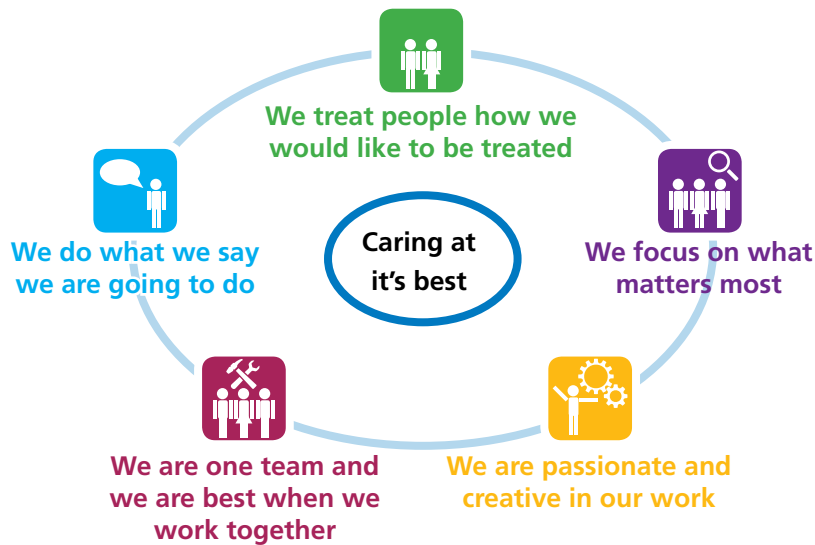 We treat people how we
would like to be treated
We do what we say
we are going to do
Caring at
it's best
We focus on what
matters most
We are one team and
we are best when we
work together
We are passionate and
creative in our work